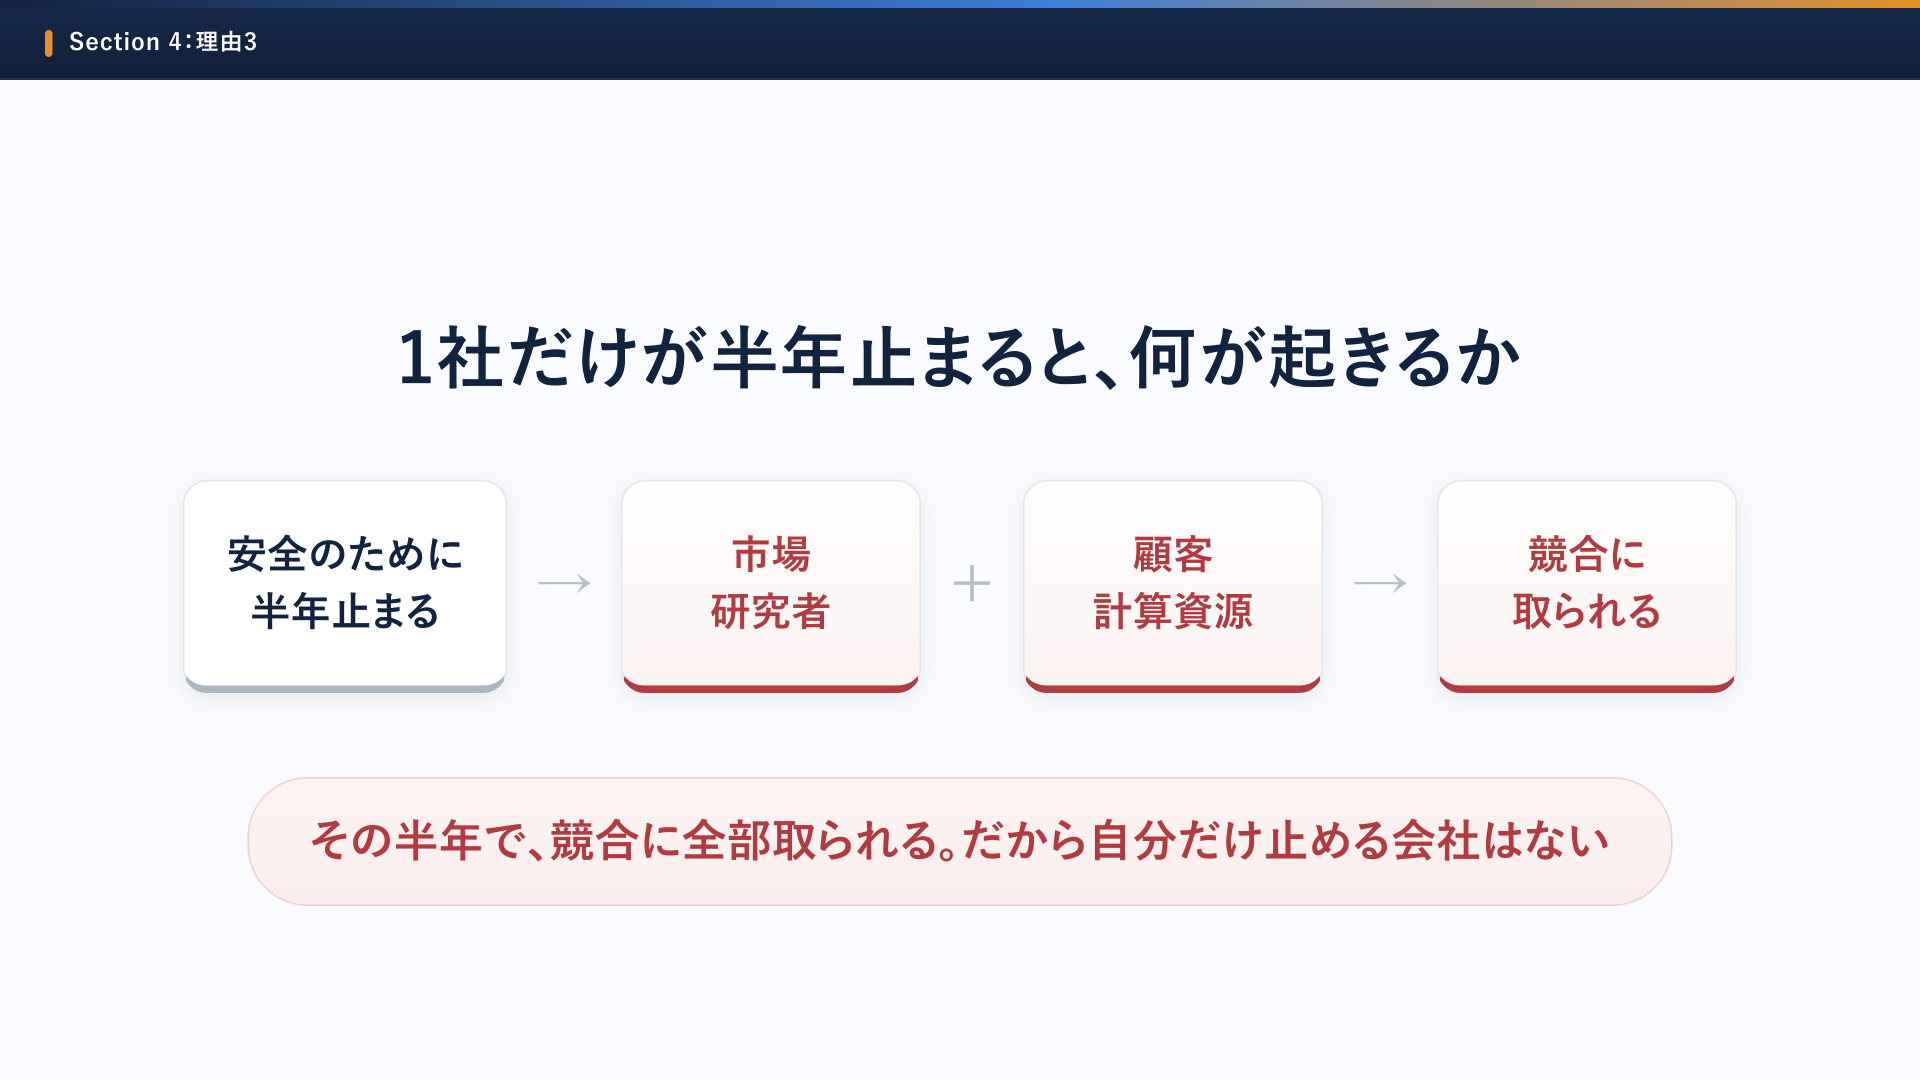 Section 4：理由3
1社だけが半年止まると、何が起きるか
安全のために
半年止まる
→
市場
研究者
＋
顧客
計算資源
→
競合に
取られる
その半年で、競合に全部取られる。だから自分だけ止める会社はない